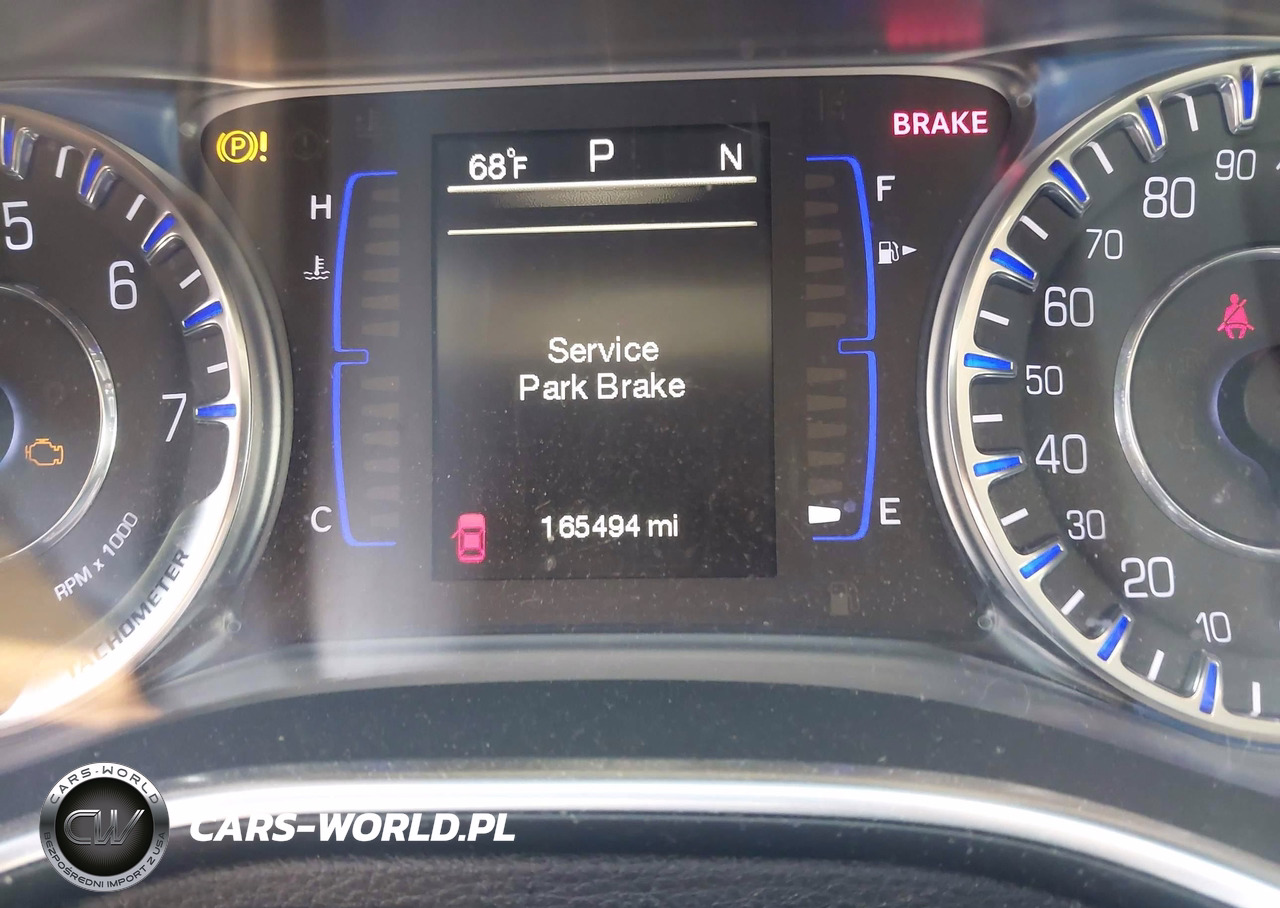 BRAKE
P!
68°F P N
H
F
Service
Park Brake
C
165494 mi
E
5
6
7
RPM x 1000
TACHOMETER
90
80
70
60
50
40
30
20
10
CARS-WORLD
CW
BEZPOŚREDNI IMPORT Z USA
CARS-WORLD.PL